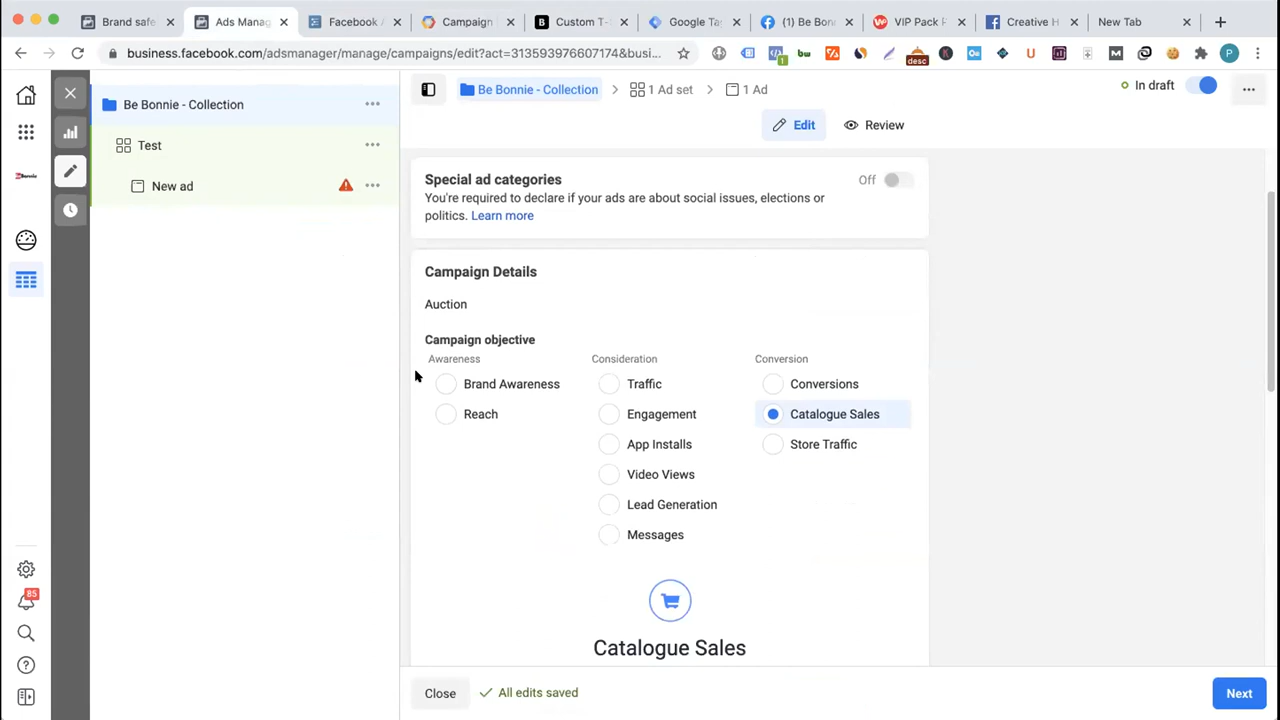 Brand safe
Ads Manag
Facebook A
Campaign
Custom T-S
Google Tag
(1) Be Bon
VIP Pack F
Creative H
New Tab
business.facebook.com/adsmanager/manage/campaigns/edit?act=313593976607174&busi...
desc
P
Be Bonnie - Collection
Be Bonnie - Collection
1 Ad set
1 Ad
In draft
Edit
Review
Test
New ad
Bonnie
Special ad categories
Off
You're required to declare if your ads are about social issues, elections or
politics. Learn more
Campaign Details
Auction
Campaign objective
Awareness
Consideration
Conversion
Brand Awareness
Traffic
Conversions
Reach
Engagement
Catalogue Sales
App Installs
Store Traffic
Video Views
Lead Generation
Messages
85
Catalogue Sales
Close
All edits saved
Next